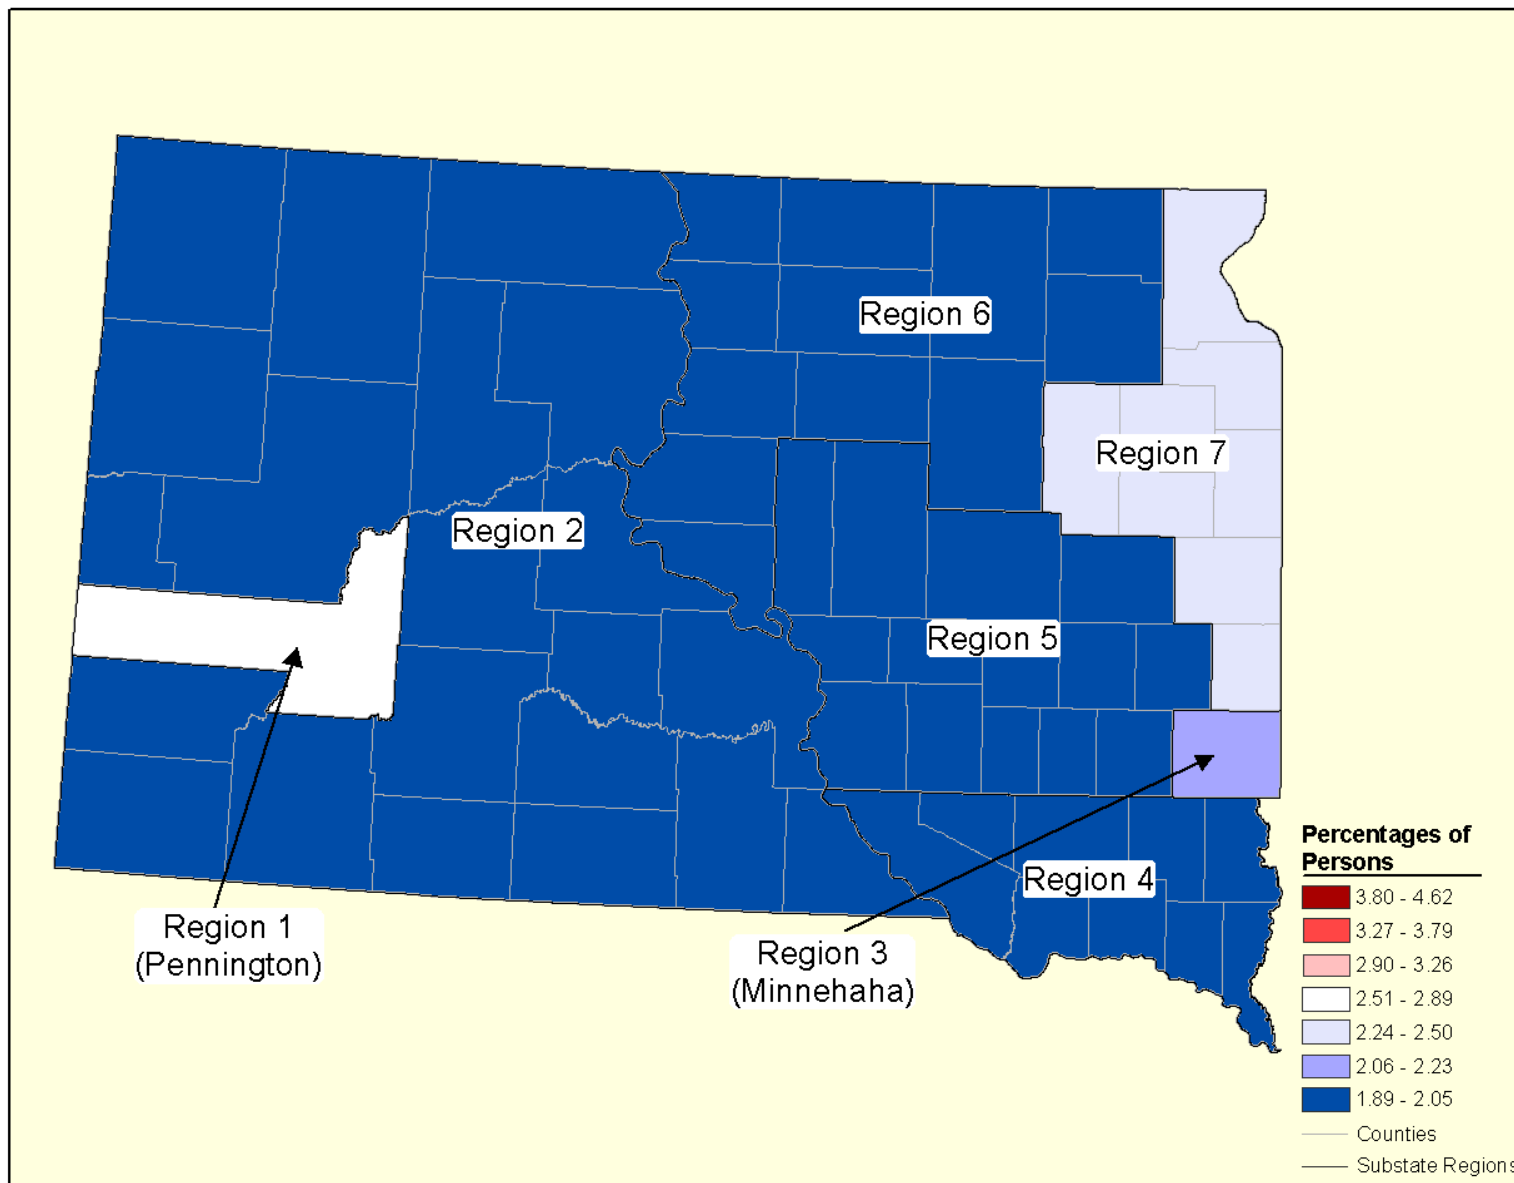 Region 6
Region 7
Region 2
Region 5
Region 4
Region 1
(Pennington)
Region 3
(Minnehaha)
Percentages of
Persons
3.80 - 4.62
3.27 - 3.79
2.90 - 3.26
2.51 - 2.89
2.24 - 2.50
2.06 - 2.23
1.89 - 2.05
Counties
Substate Regions